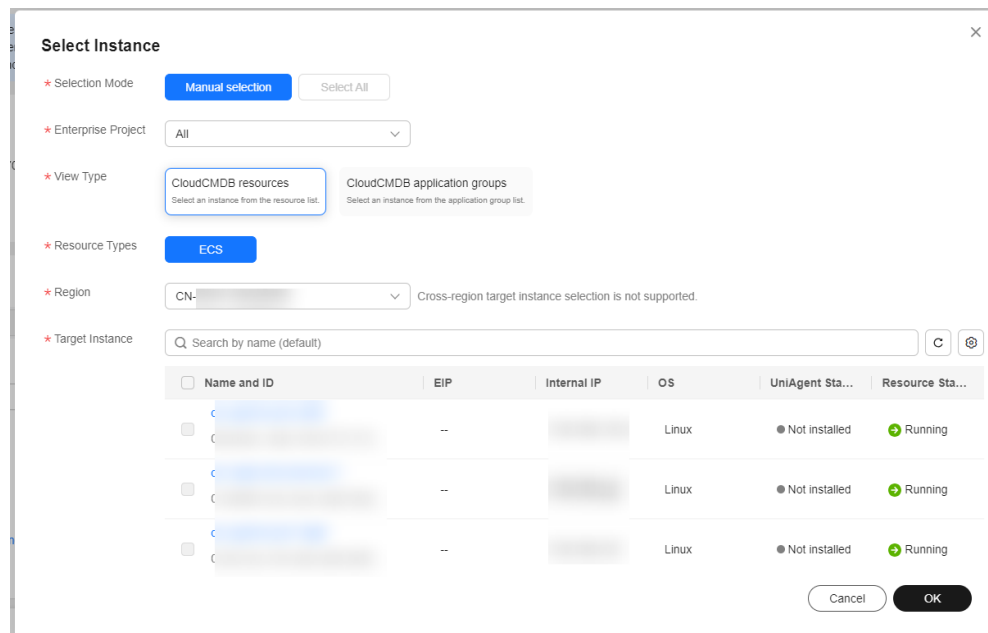 Select Instance
* Selection Mode
Manual selection
Select All
* Enterprise Project
All
* View Type
CloudCMDB resources
Select an instance from the resource list.
CloudCMDB application groups
Select an instance from the application group list.
* Resource Types
ECS
* Region
CN-
Cross-region target instance selection is not supported.
* Target Instance
Search by name (default)
Name and ID EIP Internal IP OS UniAgent Sta... Resource Sta...
-- Linux Not installed Running
-- Linux Not installed Running
-- Linux Not installed Running
Cancel OK